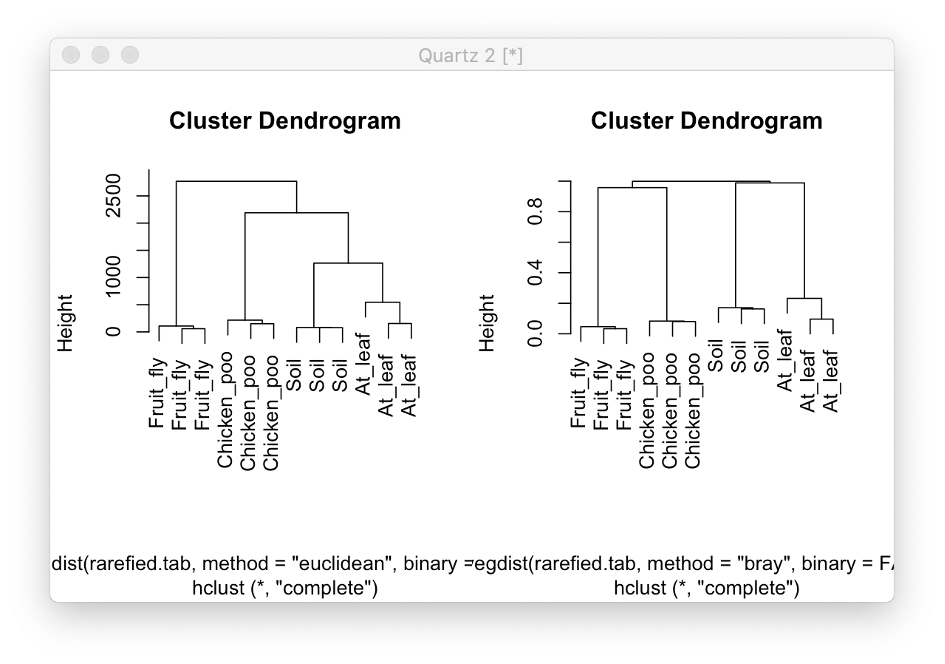 Quartz 2 [*]
Cluster Dendrogram
Height
2500
1000
0
Fruit_fly
Fruit_fly
Fruit_fly
Chicken_poo
Chicken_poo
Chicken_poo
Soil
Soil
Soil
At_leaf
At_leaf
At_leaf
dist(rarefied.tab, method = "euclidean", binary =
hclust (*, "complete")
Cluster Dendrogram
Height
0.8
0.4
0.0
Fruit_fly
Fruit_fly
Fruit_fly
Chicken_poo
Chicken_poo
Chicken_poo
Soil
Soil
Soil
At_leaf
At_leaf
At_leaf
egdist(rarefied.tab, method = "bray", binary = FA
hclust (*, "complete")